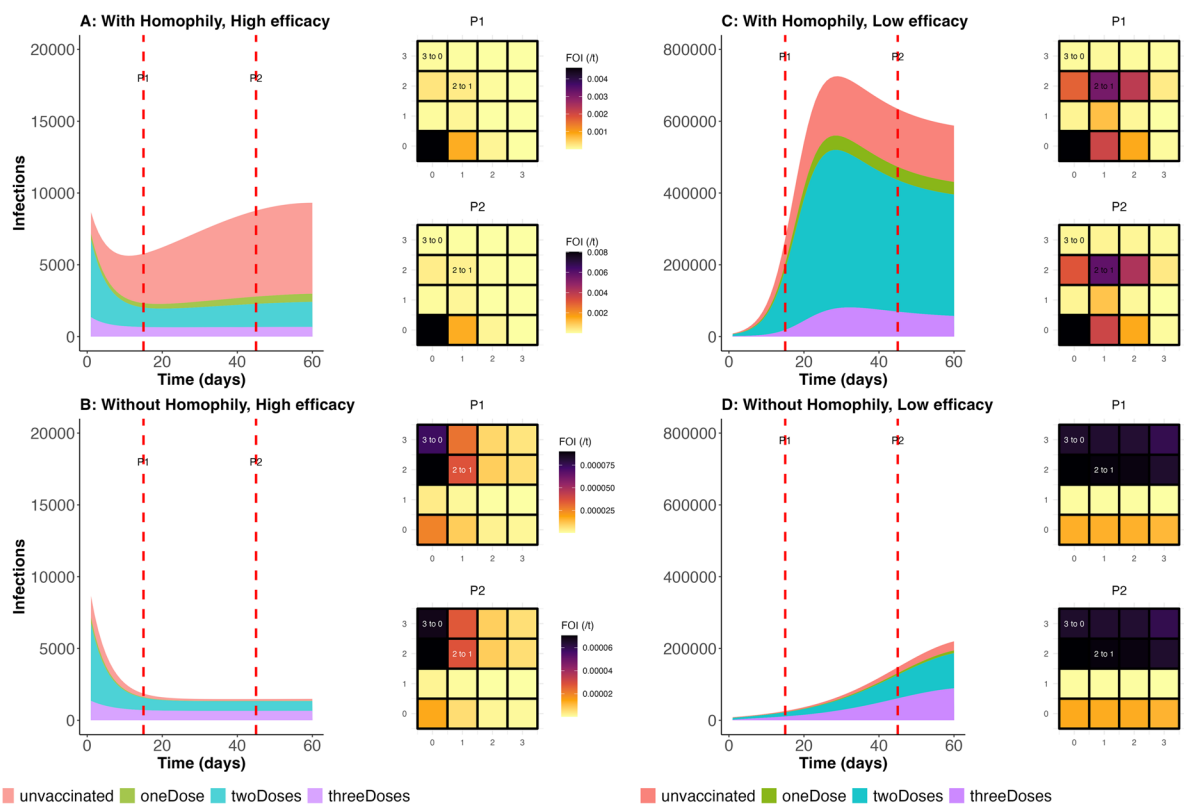 A: With Homophily, High efficacy
Infections
20000
15000
10000
5000
0
P1
P2
0
20
40
60
Time (days)
P1
3
2
1
0
3 to 0
2 to 1
0
1
2
3
FOI (/t)
0.004
0.003
0.002
0.001
P2
3
2
1
0
3 to 0
2 to 1
0
1
2
3
FOI (/t)
0.008
0.006
0.004
0.002
C: With Homophily, Low efficacy
800000
600000
400000
200000
0
P1
P2
0
20
40
60
Time (days)
P1
3
2
1
0
3 to 0
2 to 1
0
1
2
3
P2
3
2
1
0
3 to 0
2 to 1
0
1
2
3
B: Without Homophily, High efficacy
Infections
20000
15000
10000
5000
0
P1
P2
0
20
40
60
Time (days)
P1
3
2
1
0
3 to 0
2 to 1
0
1
2
3
FOI (/t)
0.000075
0.000050
0.000025
P2
3
2
1
0
3 to 0
2 to 1
0
1
2
3
FOI (/t)
0.00006
0.00004
0.00002
D: Without Homophily, Low efficacy
800000
600000
400000
200000
0
P1
P2
0
20
40
60
Time (days)
P1
3
2
1
0
3 to 0
2 to 1
0
1
2
3
P2
3
2
1
0
3 to 0
2 to 1
0
1
2
3
unvaccinated oneDose twoDoses threeDoses
unvaccinated oneDose twoDoses threeDoses